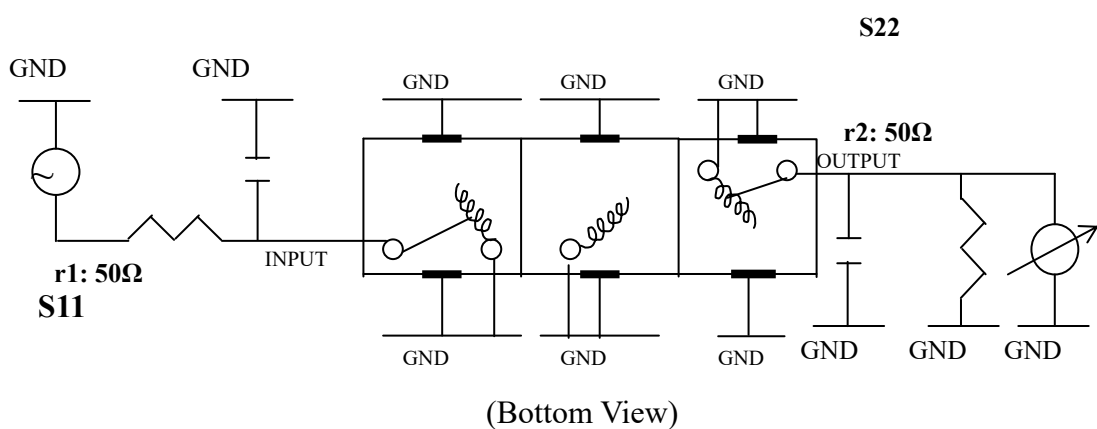 S22
GND
GND
GND
GND
GND
r2: 50Ω
OUTPUT
INPUT
r1: 50Ω
S11
GND
GND
GND
GND
GND
GND
(Bottom View)